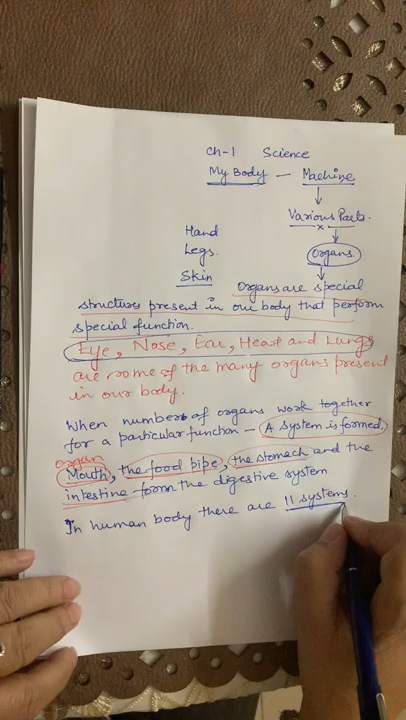 Ch-1 Science
My Body — Machine
Various Parts.
Hand
Legs.
Organs.
Skin
Organs are special
structures present in our body that perform
special function.
Eye, Nose, Ear, Heart and Lungs
are some of the many organs present
in our body.
When numbers of organs work together
for a particular function - A system is formed.
organ
Mouth, the food pipe, the stomach and the
intestine form the digestive system
In human body there are 11 systems.